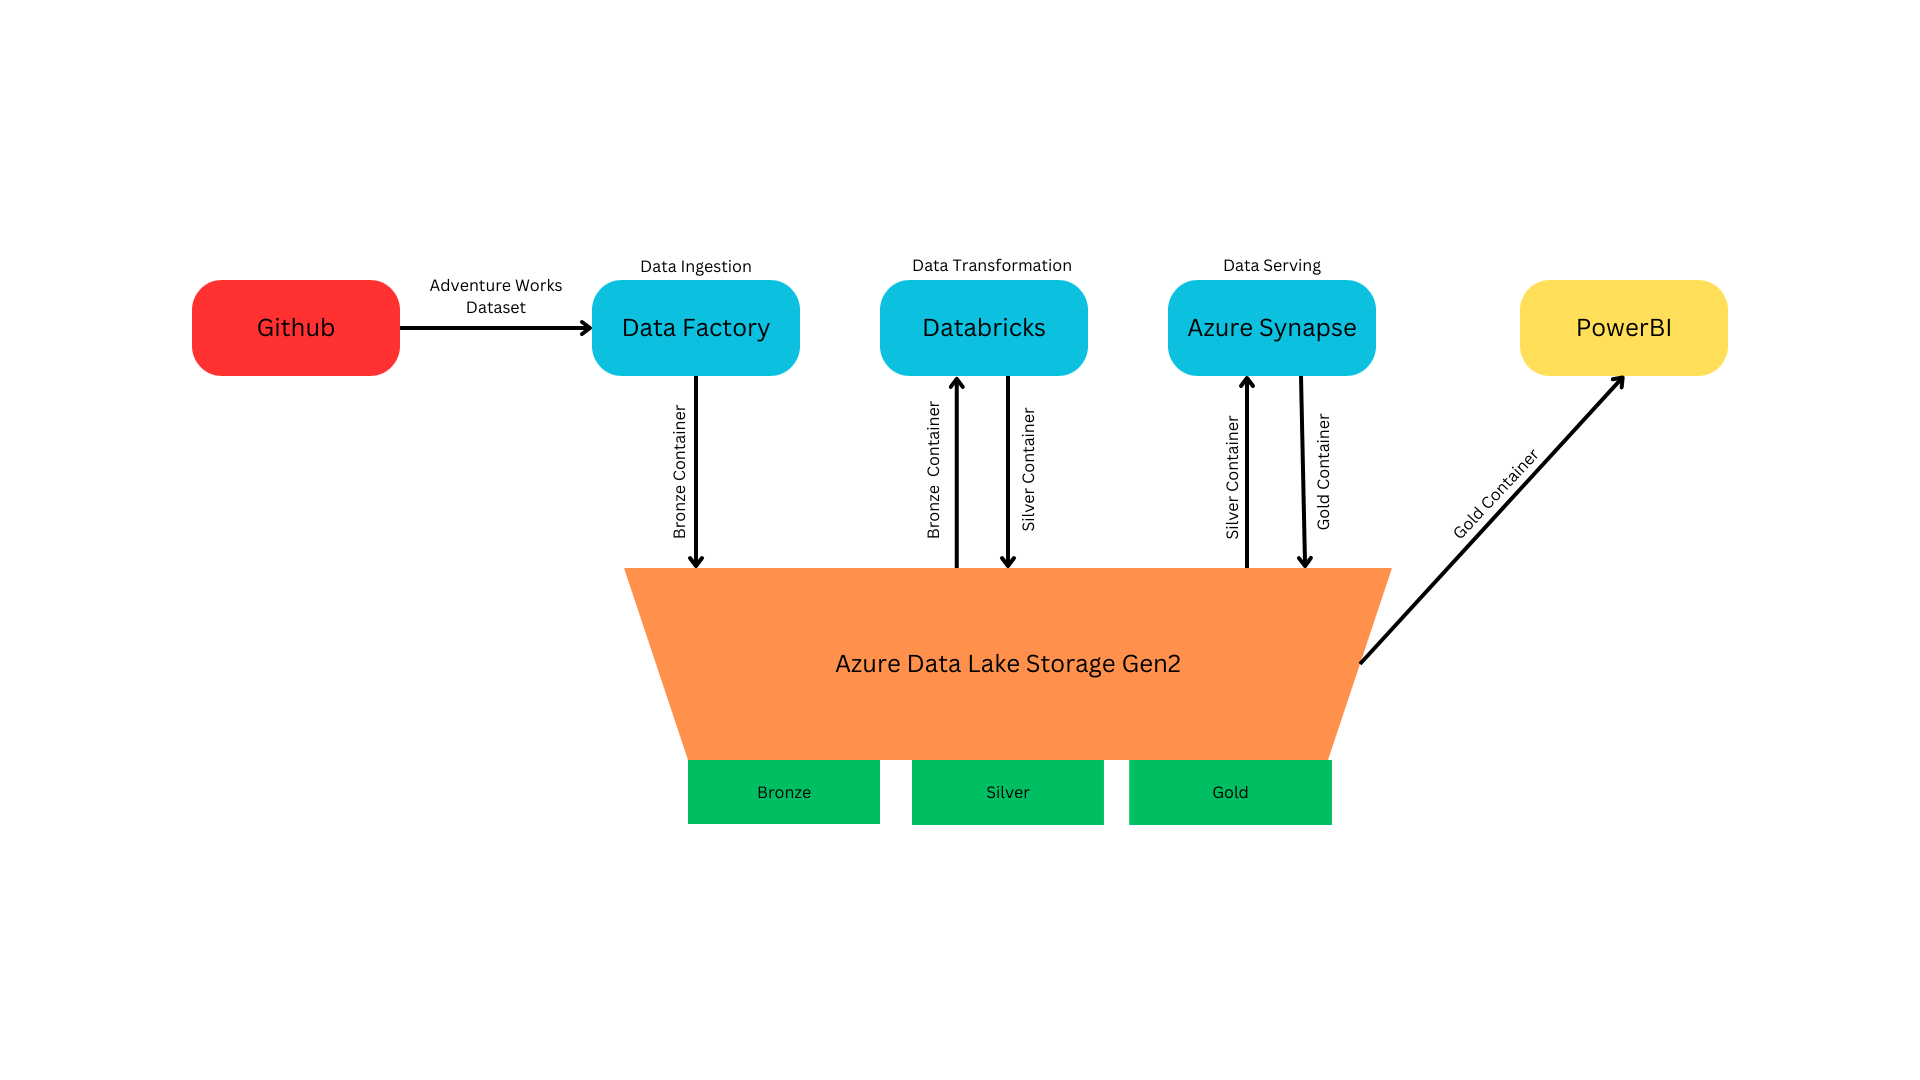 Data Ingestion
Data Transformation
Data Serving
Adventure Works
Dataset
Github
Data Factory
Databricks
Azure Synapse
PowerBI
Bronze Container
Bronze  Container
Silver Container
Silver Container
Gold Container
Gold Container
Azure Data Lake Storage Gen2
Bronze
Silver
Gold